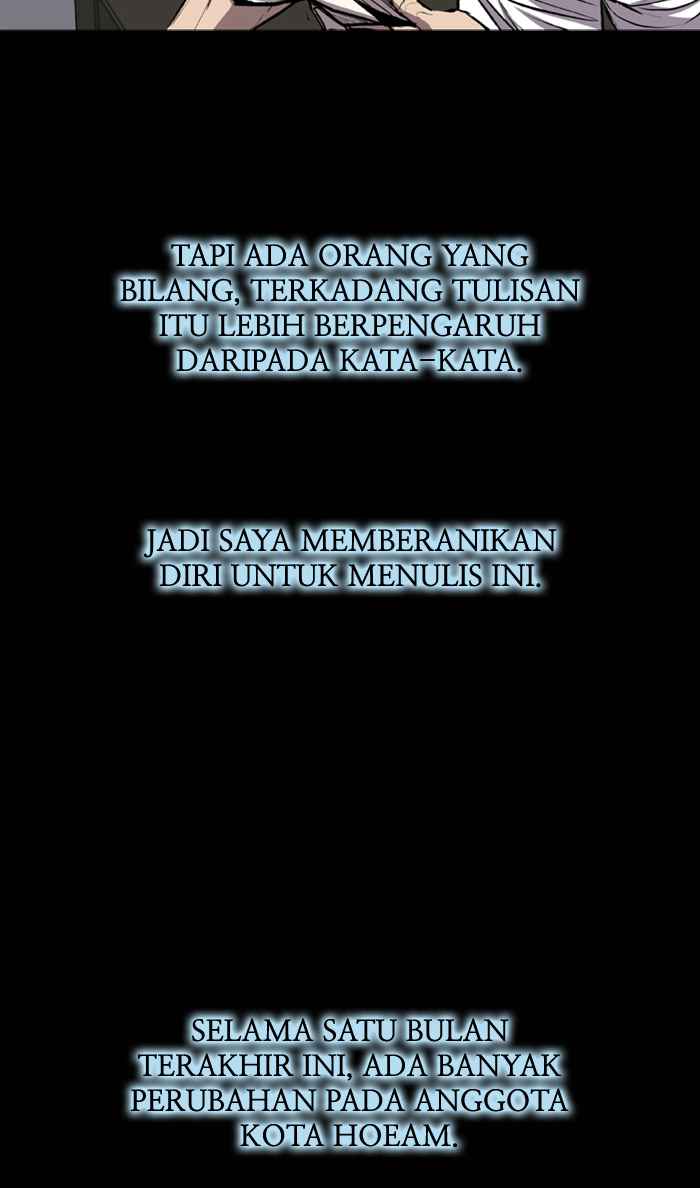 TAPI ADA ORANG YANG
BILANG, TERKADANG TULISAN
ITU LEBIH BERPENGARUH
DARIPADA KATA-KATA.
JADI SAYA MEMBERANIKAN
DIRI UNTUK MENULIS INI.
SELAMA SATU BULAN
TERAKHIR INI, ADA BANYAK
PERUBAHAN PADA ANGGOTA
KOTA HOEAM.